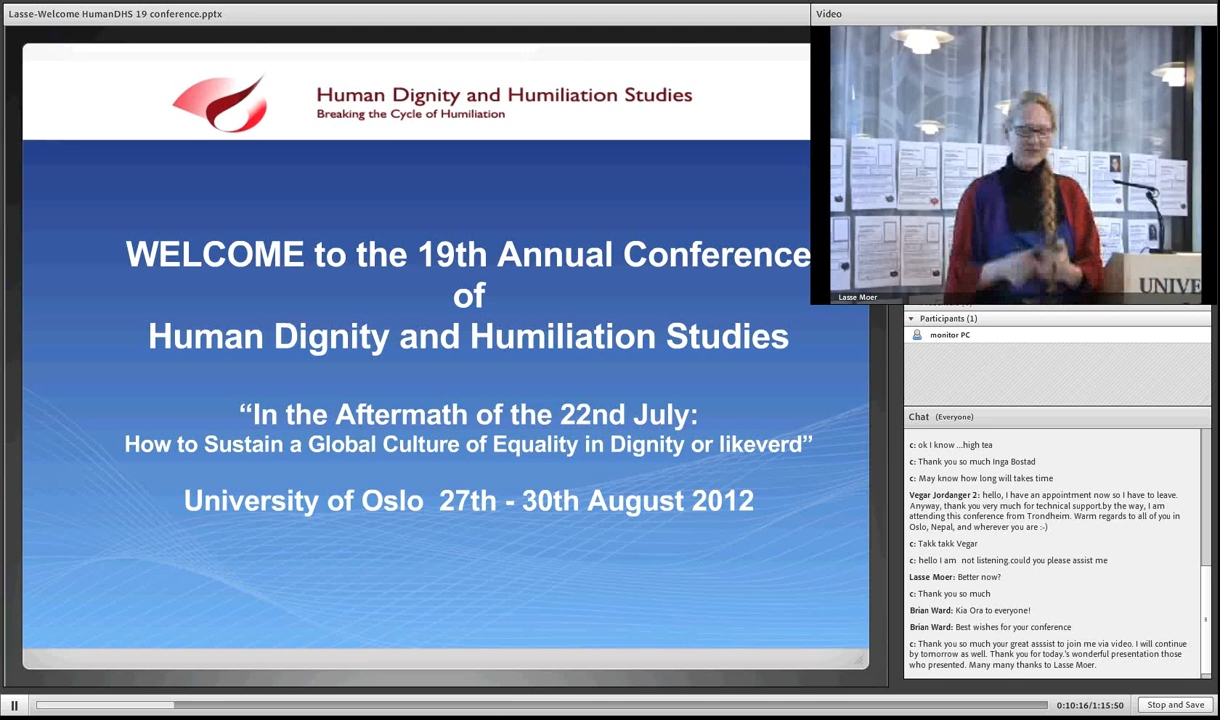 Lasse-Welcome HumanDHS 19 conference.pptx
Human Dignity and Humiliation Studies
Breaking the Cycle of Humiliation
WELCOME to the 19th Annual Conference
of
Human Dignity and Humiliation Studies
“In the Aftermath of the 22nd July:
How to Sustain a Global Culture of Equality in Dignity or likeverd”
University of Oslo 27th - 30th August 2012
Video
UNIVE
Lasse Moer
Participants (1)
monitor PC
Chat (Everyone)
c: ok I know ...high tea
c: Thank you so much Inga Bostad
c: May know how long will takes time
Vegar Jordanger 2: hello, I have an appointment now so I have to leave.
Anyway, thank you very much for technical support.by the way, I am
attending this conference from Trondheim. Warm regards to all of you in
Oslo, Nepal, and wherever you are :-)
c: Takk takk Vegar
c: hello I am not listening.could you please assist me
Lasse Moer: Better now?
c: Thank you so much
Brian Ward: Kia Ora to everyone!
Brian Ward: Best wishes for your conference
c: Thank you so much your great asssist to join me via video. I will continue
by tomorrow as well. Thank you for today.'s wonderful presentation those
who presented. Many many thanks to Lasse Moer.
0:10:16/1:15:50
Stop and Save